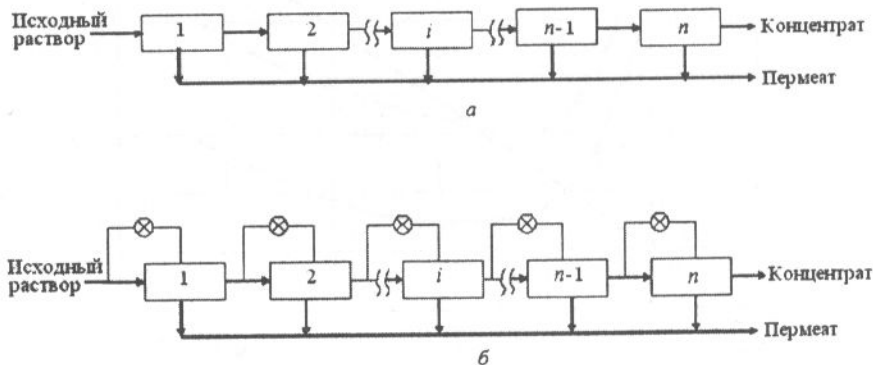 Исходный
раствор
1
2
i
n-1
n
Концентрат
Пермеат
а
Исходный
раствор
1
2
i
n-1
n
Концентрат
Пермеат
б